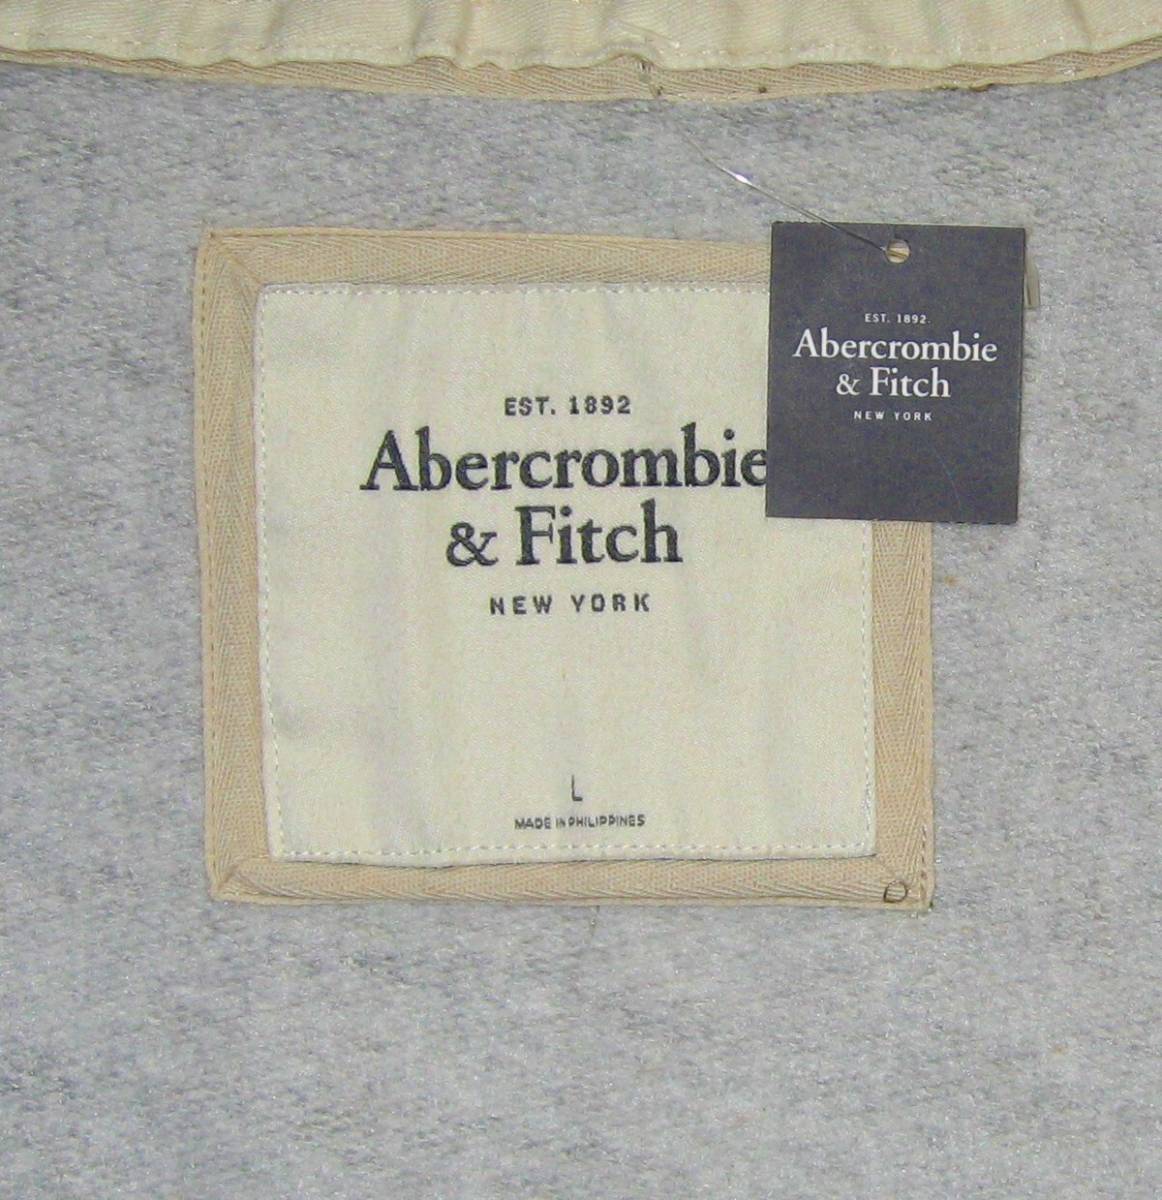 EST. 1892
Abercrombie
& Fitch
NEW YORK
L
MADE IN PHILIPPINES
EST. 1892
Abercrombie
& Fitch
NEW YORK